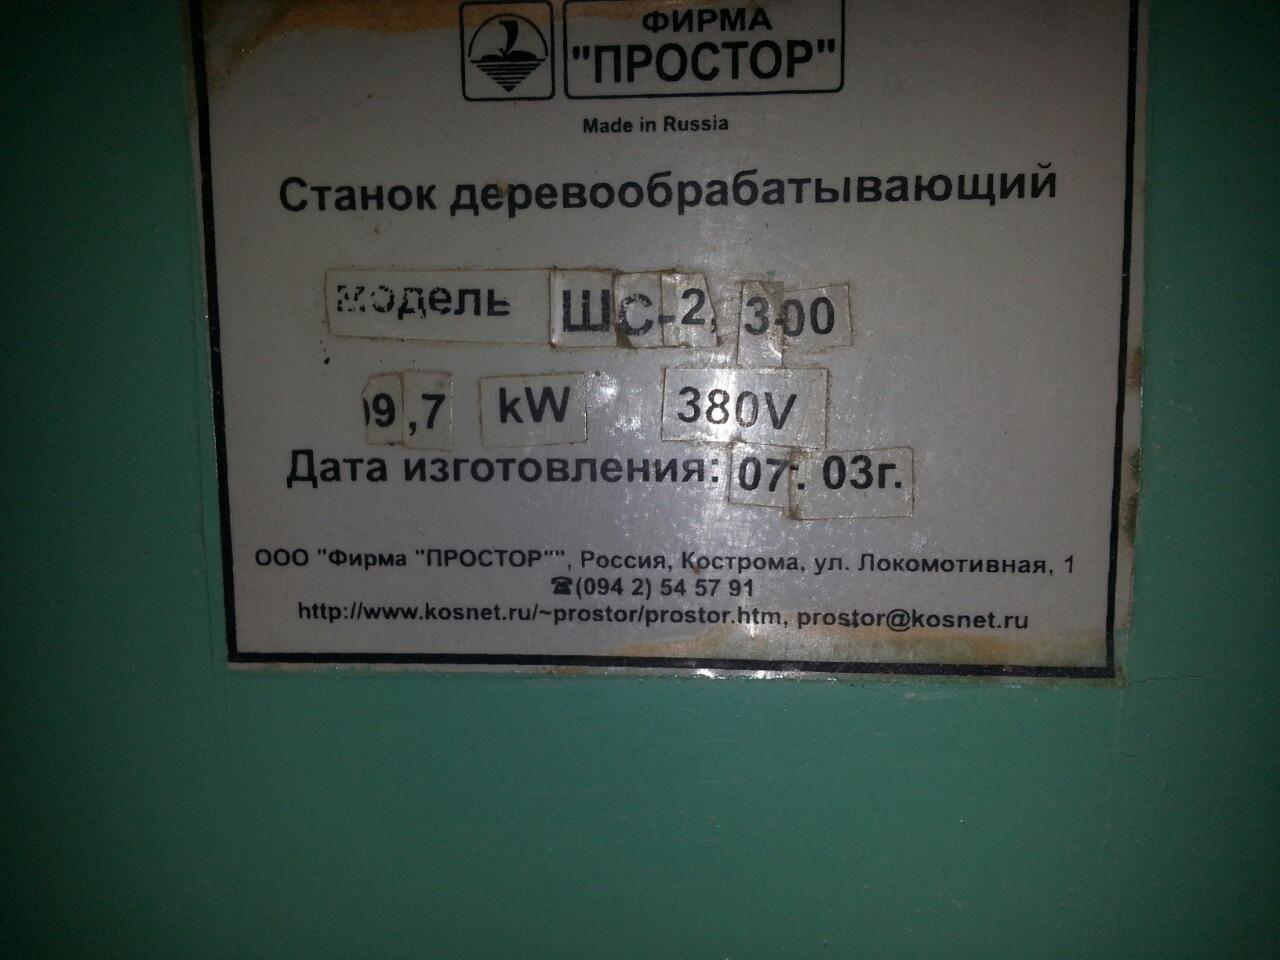 ФИРМА
"ПРОСТОР"
Made in Russia
Станок деревообрабатывающий
модель ШС-2, 300
9,7 kW 380V
Дата изготовления: 07. 03г.
ООО "Фирма "ПРОСТОР"", Россия, Кострома, ул. Локомотивная, 1
☎(094 2) 54 57 91
http://www.kosnet.ru/~prostor/prostor.htm, prostor@kosnet.ru